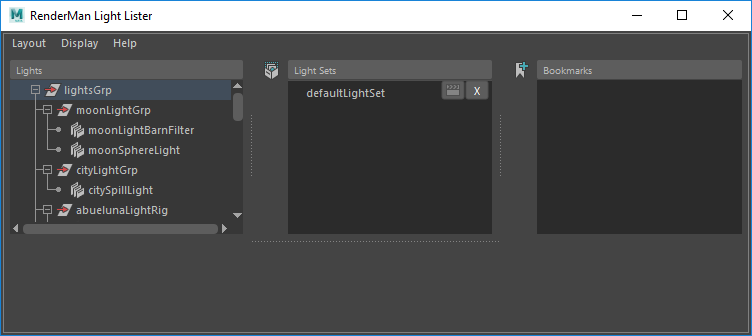 RenderMan Light Lister
Layout Display Help
Lights Light Sets Bookmarks
lightsGrp
defaultLightSet X
moonLightGrp
moonLightBarnFilter
moonSphereLight
cityLightGrp
citySpillLight
abuelunaLightRig